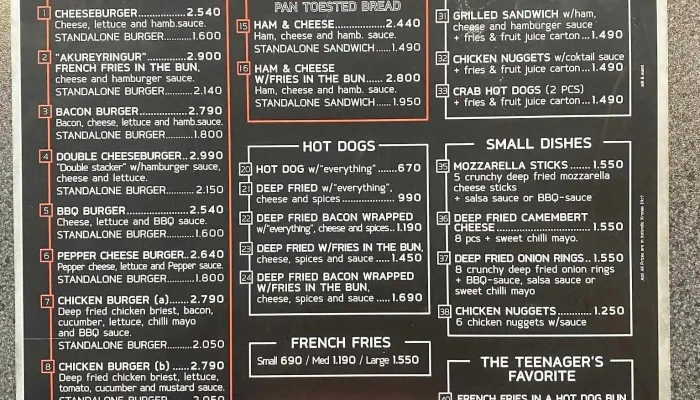 1 CHEESEBURGER..............2.540
Cheese, lettuce and hamb.sauce.
STANDALONE BURGER..........1.600
2 "AKUREYRINGUR"..........2.900
FRENCH FRIES IN THE BUN,
cheese and hamburger sauce.
STANDALONE BURGER..........2.140
3 BACON BURGER..............2.790
Bacon, cheese, lettuce and hamb.sauce.
STANDALONE BURGER..........1.800
4 DOUBLE CHEESEBURGER..2.990
"Double stacker" w/hamburger sauce,
cheese and lettuce.
STANDALONE BURGER..........2.150
5 BBQ BURGER..................2.540
Cheese, lettuce and BBQ sauce.
STANDALONE BURGER..........1.600
6 PEPPER CHEESE BURGER..2.640
Pepper cheese, lettuce and Pepper sauce.
STANDALONE BURGER..........1.800
7 CHICKEN BURGER (a)......2.790
Deep fried chicken briest, bacon,
cucumber, lettuce, chilli mayo
and BBQ sauce.
STANDALONE BURGER..........2.050
8 CHICKEN BURGER (b)....2.790
Deep fried chicken briest, lettuce,
tomato, cucumber and mustard sauce.
STANDALONE BURGER..........2.050
PAN TOESTED BREAD
15 HAM & CHEESE..............2.440
Ham, cheese and hamb. sauce.
STANDALONE SANDWICH.....1.490
16 HAM & CHEESE
W/FRIES IN THE BUN......2.800
Ham, cheese and hamb. sauce.
STANDALONE SANDWICH.....1.950
HOT DOGS
20 HOT DOG w/"everything"......670
21 DEEP FRIED w/"everything",
cheese and spices....................990
22 DEEP FRIED BACON WRAPPED
w/"everything", cheese and spices..1.190
23 DEEP FRIED W/FRIES IN THE BUN,
cheese, spices and sauce.....1.450
24 DEEP FRIED BACON WRAPPED
W/FRIES IN THE BUN,
cheese, spices and sauce.....1.690
FRENCH FRIES
Small 690 / Med 1.190 / Large 1.550
31 GRILLED SANDWICH w/ham,
cheese and hamburger sauce
+ fries & fruit juice carton...1.490
32 CHICKEN NUGGETS w/coktail sauce
+ fries & fruit juice carton...1.490
33 CRAB HOT DOGS (2 PCS)
+ fries & fruit juice carton...1.490
SMALL DISHES
35 MOZZARELLA STICKS.......1.550
5 crunchy deep fried mozzarella
cheese sticks
+ salsa sauce or BBQ-sauce
36 DEEP FRIED CAMEMBERT
CHEESE............................1.550
8 pcs + sweet chilli mayo.
37 DEEP FRIED ONION RINGS..1.550
8 crunchy deep fried onion rings
+ BBQ-sauce, salsa sauce or
sweet chilli mayo
38 CHICKEN NUGGETS..........1.250
6 chicken nuggets w/sauce
THE TEENAGER'S
FAVORITE
40 FRENCH FRIES IN A HOT DOG BUN